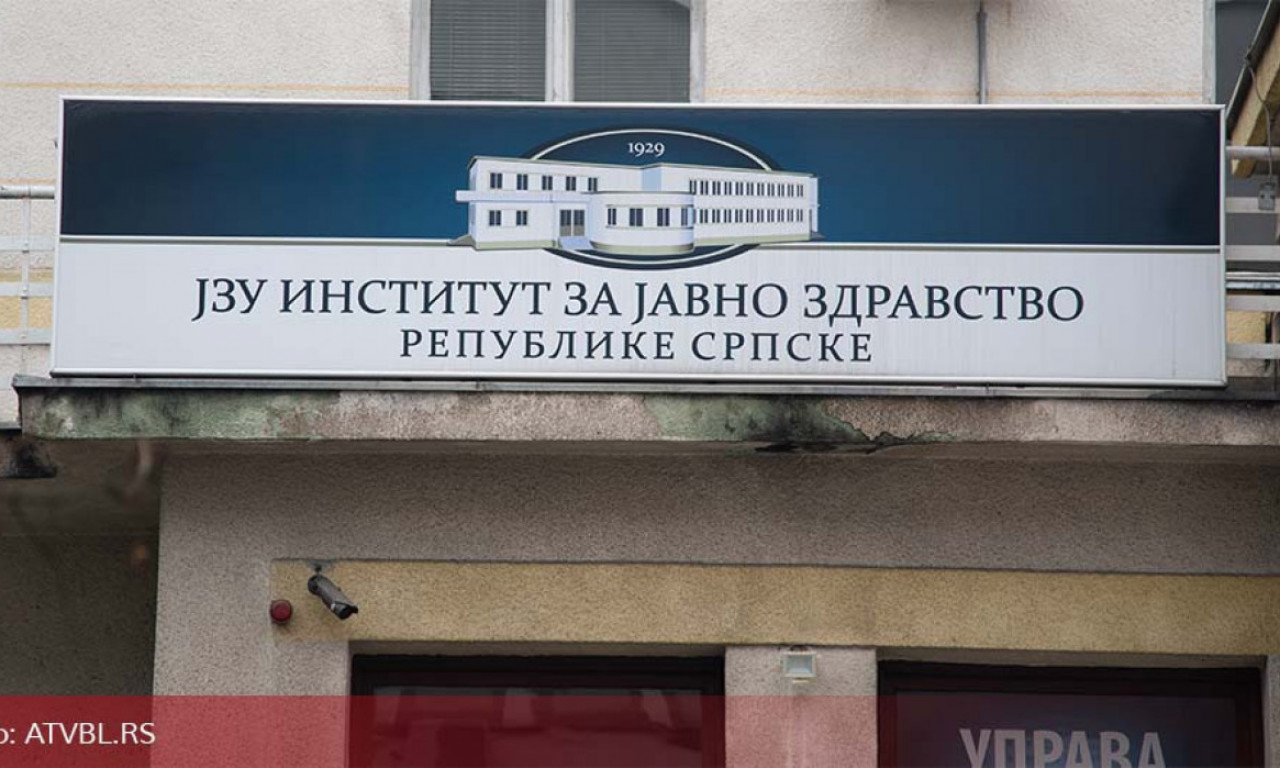 1929
ЈЗУ ИНСТИТУТ ЗА ЈАВНО ЗДРАВСТВО
РЕПУБЛИКЕ СРПСКЕ
УПРАВА
ATVBL.RS